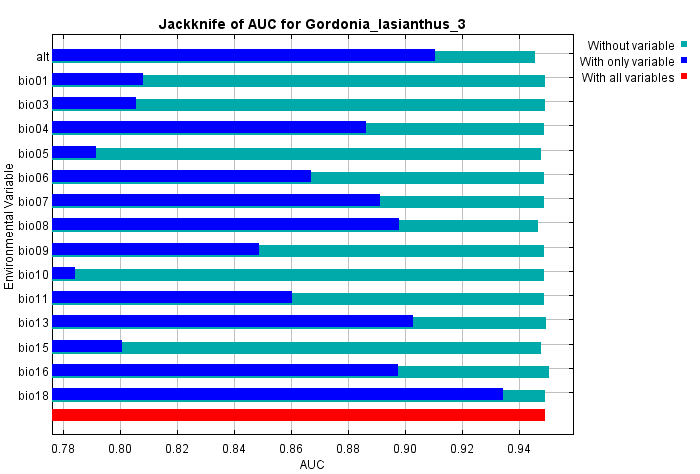 Jackknife of AUC for Gordonia_lasianthus_3
Without variable
With only variable
With all variables
Environmental Variable
alt
bio01
bio03
bio04
bio05
bio06
bio07
bio08
bio09
bio10
bio11
bio13
bio15
bio16
bio18
0.78 0.80 0.82 0.84 0.86 0.88 0.90 0.92 0.94
AUC